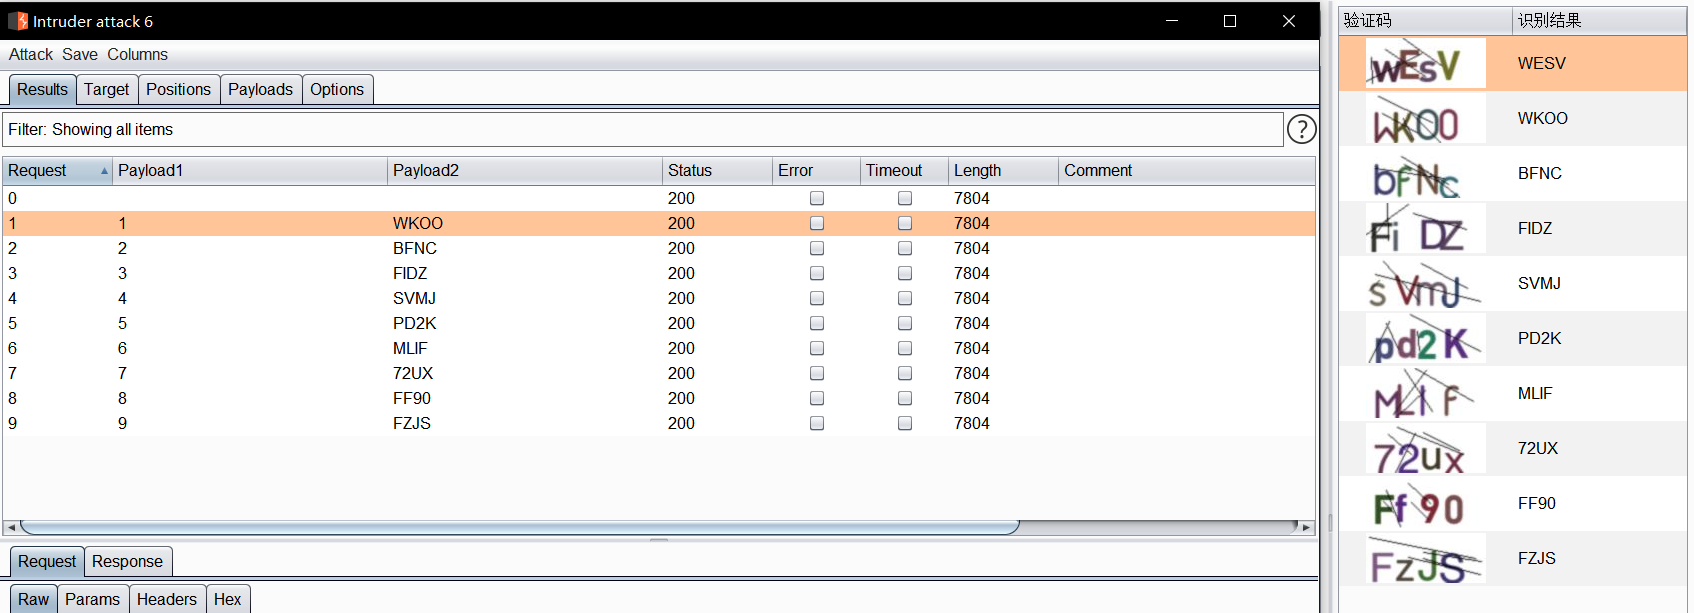 Intruder attack 6
Attack Save Columns
Results Target Positions Payloads Options
Filter: Showing all items ?
Request Payload1 Payload2 Status Error Timeout Length Comment
0 200 7804
1 1 WKOO 200 7804
2 2 BFNC 200 7804
3 3 FIDZ 200 7804
4 4 SVMJ 200 7804
5 5 PD2K 200 7804
6 6 MLIF 200 7804
7 7 72UX 200 7804
8 8 FF90 200 7804
9 9 FZJS 200 7804
Request Response
Raw Params Headers Hex
验证码 识别结果
wEsV WESV
WKOO WKOO
bfNc BFNC
Fi DZ FIDZ
sVmJ SVMJ
pd2K PD2K
MLI F MLIF
72ux 72UX
Ff 90 FF90
FzJS FZJS